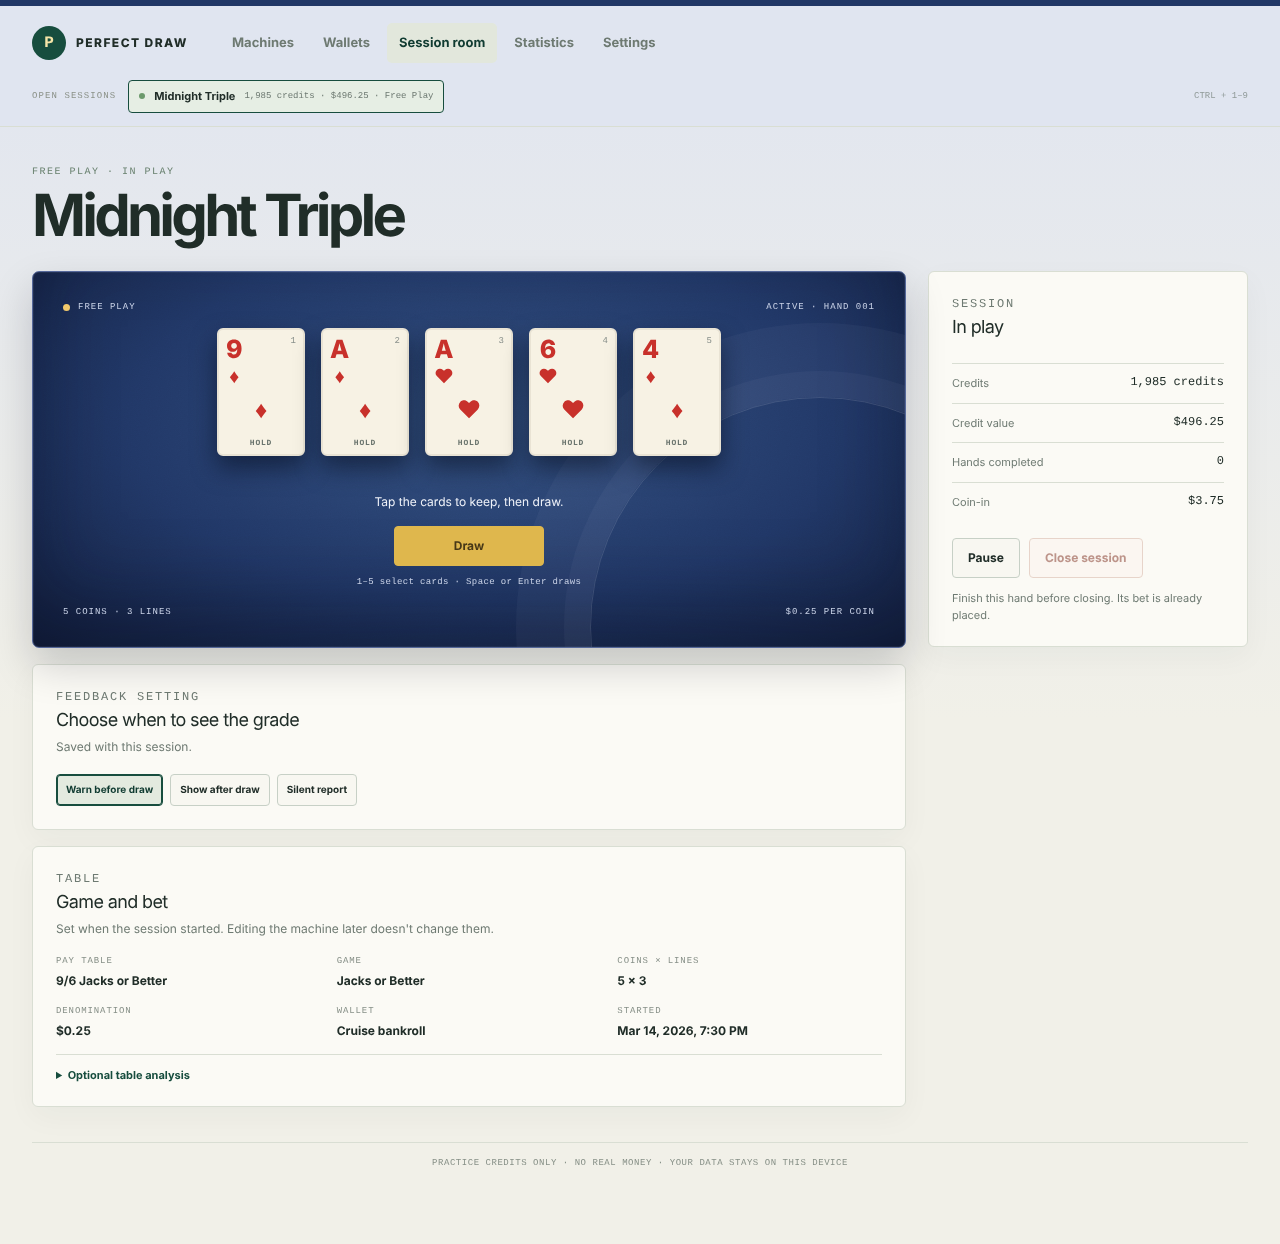 P PERFECT DRAW Machines Wallets Session room Statistics Settings
OPEN SESSIONS Midnight Triple 1,985 credits · $496.25 · Free Play CTRL + 1–9
FREE PLAY · IN PLAY
Midnight Triple
FREE PLAY ACTIVE · HAND 001
9 1 A 2 A 3 6 4 4 5
HOLD HOLD HOLD HOLD HOLD
Tap the cards to keep, then draw.
Draw
1–5 select cards · Space or Enter draws
5 COINS · 3 LINES $0.25 PER COIN
SESSION
In play
Credits 1,985 credits
Credit value $496.25
Hands completed 0
Coin-in $3.75
Pause Close session
Finish this hand before closing. Its bet is already
placed.
FEEDBACK SETTING
Choose when to see the grade
Saved with this session.
Warn before draw Show after draw Silent report
TABLE
Game and bet
Set when the session started. Editing the machine later doesn't change them.
PAY TABLE GAME COINS × LINES
9/6 Jacks or Better Jacks or Better 5 × 3
DENOMINATION WALLET STARTED
$0.25 Cruise bankroll Mar 14, 2026, 7:30 PM
Optional table analysis
PRACTICE CREDITS ONLY · NO REAL MONEY · YOUR DATA STAYS ON THIS DEVICE